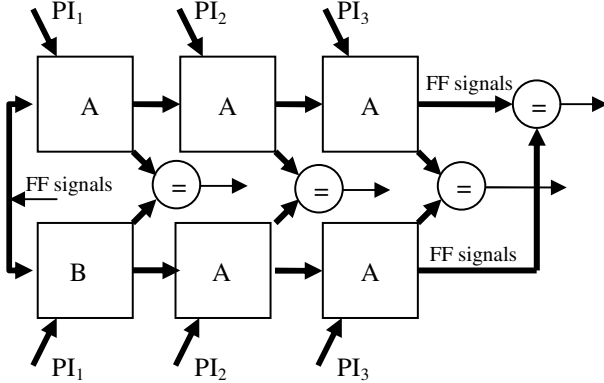 PI1 PI2 PI3
FF signals
A A A =
FF signals = = =
FF signals
B A A
PI1 PI2 PI3